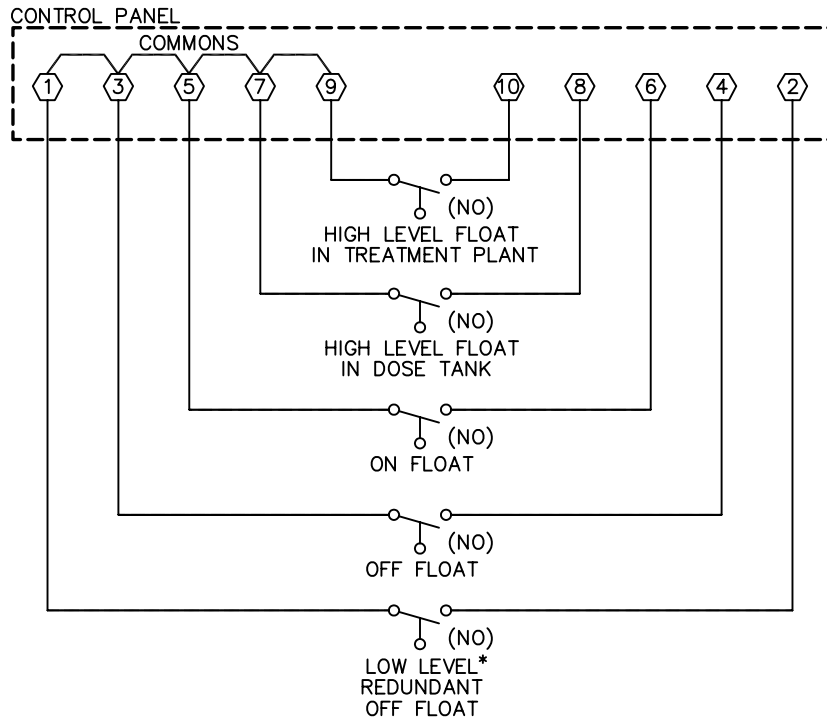 CONTROL PANEL
COMMONS
1 3 5 7 9 10 8 6 4 2
(NO)
HIGH LEVEL FLOAT
IN TREATMENT PLANT
(NO)
HIGH LEVEL FLOAT
IN DOSE TANK
(NO)
ON FLOAT
(NO)
OFF FLOAT
(NO)
LOW LEVEL*
REDUNDANT
OFF FLOAT